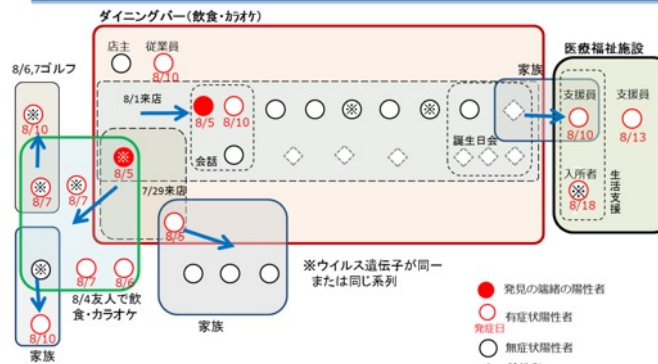 ダイニングバー(飲食・カラオケ)
店主 従業員
8/10
8/6,7ゴルフ
※
8/10
8/7
※
8/7
※
8/5
8/1来店
8/5
8/10
会話
※
※
誕生日会
家族
医療福祉施設
支援員
8/10
支援員
8/13
入所者
※
8/18
生活支援
7/29来店
8/5
家族
※
8/7
8/6
8/4友人で飲
食・カラオケ
8/10
家族
※ウイルス遺伝子が同一
または同じ系列
発見の端緒の陽性者
有症状陽性者
発症日
無症状陽性者